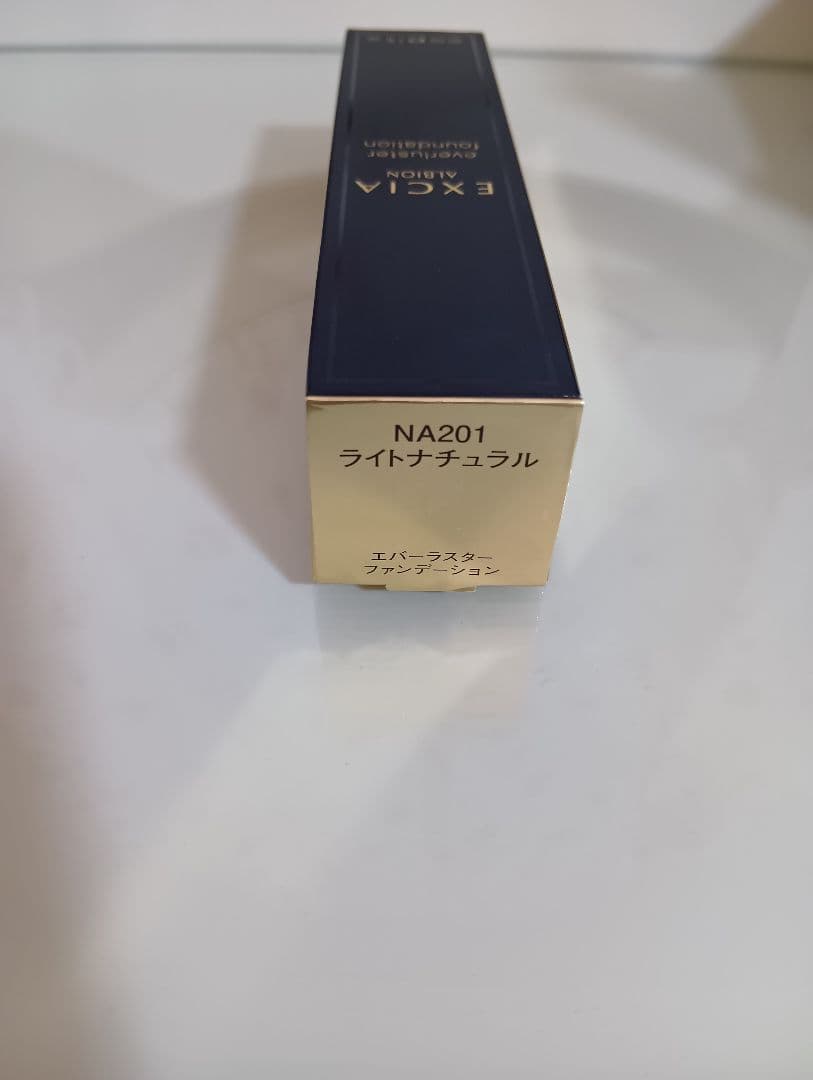 EXCIA
ALBION
everluster
foundation
NA201
ライトナチュラル
エバーラスター
ファンデーション